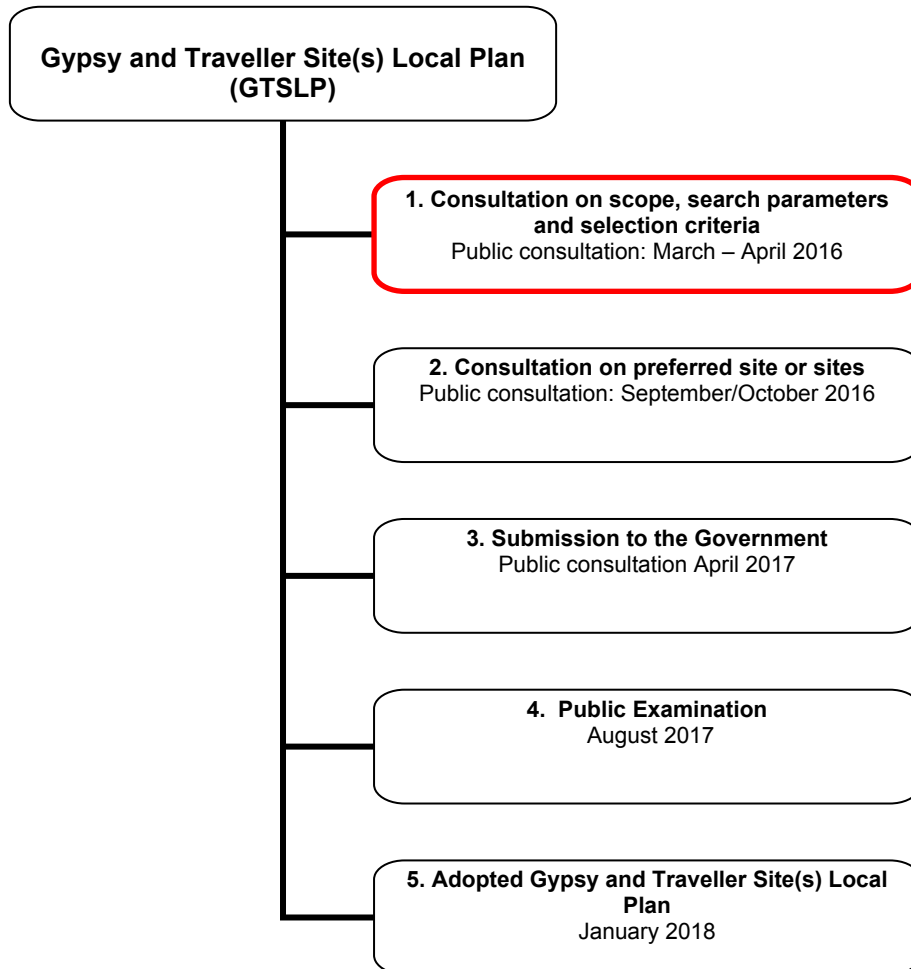 Gypsy and Traveller Site(s) Local Plan
(GTSLP)
1. Consultation on scope, search parameters
and selection criteria
Public consultation: March – April 2016
2. Consultation on preferred site or sites
Public consultation: September/October 2016
3. Submission to the Government
Public consultation April 2017
4. Public Examination
August 2017
5. Adopted Gypsy and Traveller Site(s) Local
Plan
January 2018